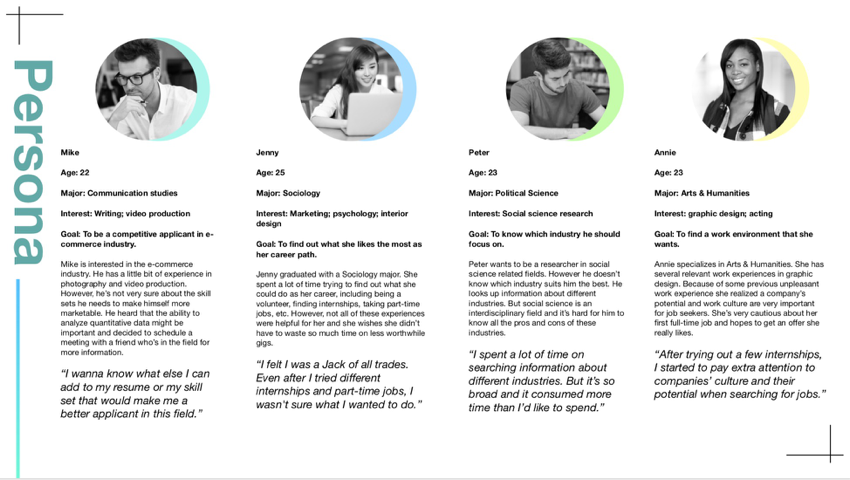 Persona
Mike
Age: 22
Major: Communication studies
Interest: Writing; video production
Goal: To be a competitive applicant in e-
commerce industry.
Mike is interested in the e-commerce
industry. He has a little bit of experience in
photography and video production.
However, he's not very sure about the skill
sets he needs to make himself more
marketable. He heard that the ability to
analyze quantitative data might be
important and decided to schedule a
meeting with a friend who's in the field for
more information.
“I wanna know what else I can
add to my resume or my skill
set that would make me a
better applicant in this field.”
Jenny
Age: 25
Major: Sociology
Interest: Marketing; psychology; interior
design
Goal: To find out what she likes the most as
her career path.
Jenny graduated with a Sociology major. She
spent a lot of time trying to find out what she
could do as her career, including being a
volunteer, finding internships, taking part-time
jobs, etc. However, not all of these experiences
were helpful for her and she wishes she didn't
have to waste so much time on less worthwhile
gigs.
“I felt I was a Jack of all trades.
Even after I tried different
internships and part-time jobs, I
wasn't sure what I wanted to do.”
Peter
Age: 23
Major: Political Science
Interest: Social science research
Goal: To know which industry he should
focus on.
Peter wants to be a researcher in social
science related fields. However he doesn't
know which industry suits him the best. He
looks up information about different
industries. But social science is an
interdisciplinary field and it's hard for him to
know all the pros and cons of these
industries.
“I spent a lot of time on
searching information about
different industries. But it's so
broad and it consumed more
time than I'd like to spend.”
Annie
Age: 23
Major: Arts & Humanities
Interest: graphic design; acting
Goal: To find a work environment that she
wants.
Annie specializes in Arts & Humanities. She has
several relevant work experiences in graphic
design. Because of some previous unpleasant
work experience she realized a company's
potential and work culture are very important
for job seekers. She's very cautious about her
first full-time job and hopes to get an offer she
really likes.
“After trying out a few internships,
I started to pay extra attention to
companies' culture and their
potential when searching for jobs.”